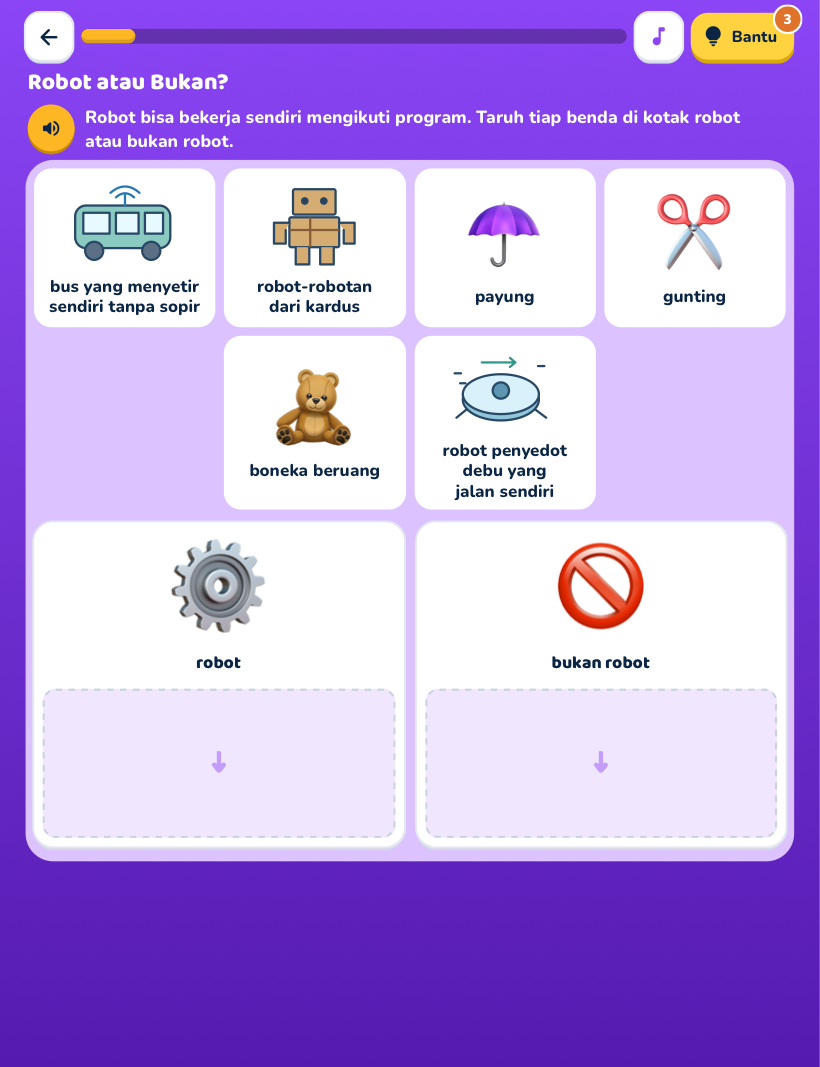 3
Bantu
Robot atau Bukan?
Robot bisa bekerja sendiri mengikuti program. Taruh tiap benda di kotak robot
atau bukan robot.
bus yang menyetir
sendiri tanpa sopir
robot-robotan
dari kardus
payung
gunting
boneka beruang
robot penyedot
debu yang
jalan sendiri
robot
bukan robot